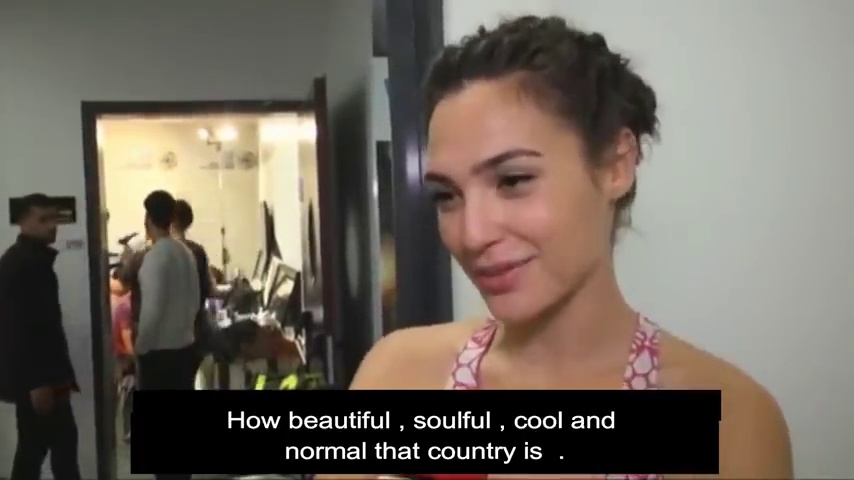 How beautiful , soulful , cool and
normal that country is  .